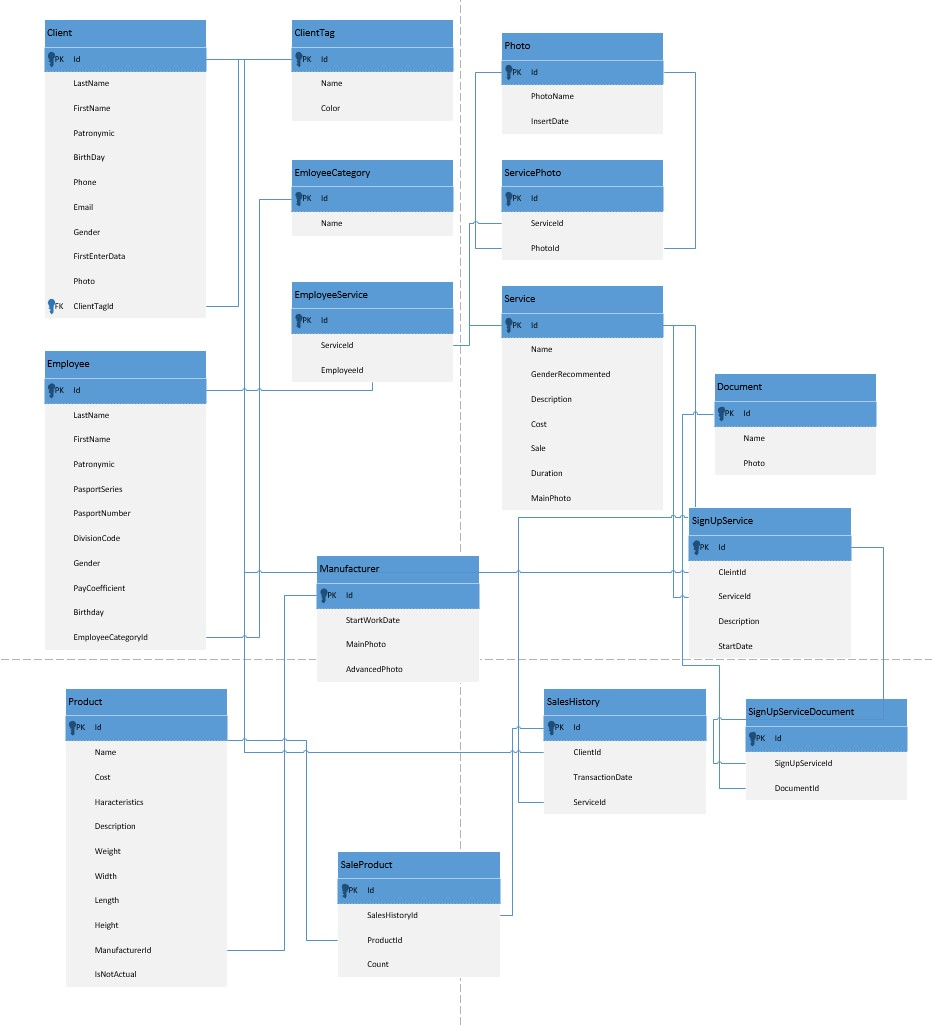 Client
PK Id
LastName
FirstName
Patronymic
BirthDay
Phone
Email
Gender
FirstEnterData
Photo
FK ClientTagId
ClientTag
PK Id
Name
Color
EmloyeeCategory
PK Id
Name
EmployeeService
PK Id
ServiceId
EmployeeId
Photo
PK Id
PhotoName
InsertDate
ServicePhoto
PK Id
ServiceId
PhotoId
Service
PK Id
Name
GenderRecommented
Description
Cost
Sale
Duration
MainPhoto
Document
PK Id
Name
Photo
Employee
PK Id
LastName
FirstName
Patronymic
PasportSeries
PasportNumber
DivisionCode
Gender
PayCoefficient
Birthday
EmployeeCategoryId
Manufacturer
PK Id
StartWorkDate
MainPhoto
AdvancedPhoto
SignUpService
PK Id
CleintId
ServiceId
Description
StartDate
Product
PK Id
Name
Cost
Haracteristics
Description
Weight
Width
Length
Height
ManufacturerId
IsNotActual
SalesHistory
PK Id
ClientId
TransactionDate
ServiceId
SignUpServiceDocument
PK Id
SignUpServiceId
DocumentId
SaleProduct
PK Id
SalesHistoryId
ProductId
Count